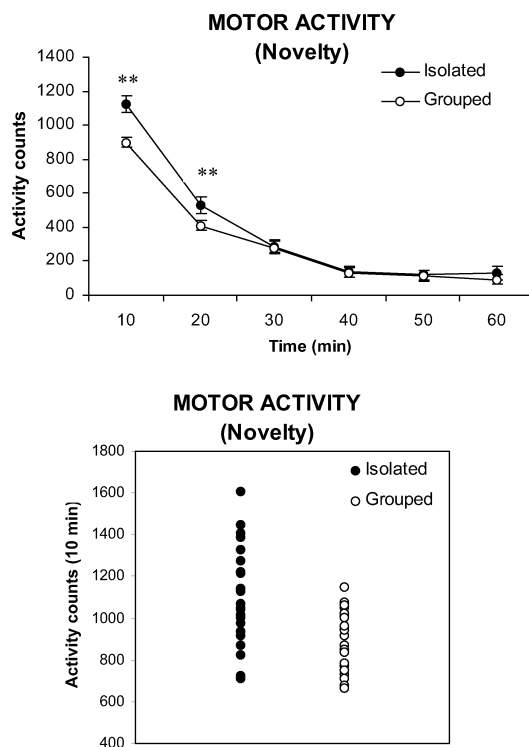 MOTOR ACTIVITY
(Novelty)
Isolated
Grouped
Activity counts
1400
1200
1000
800
600
400
200
0
**
**
10 20 30 40 50 60
Time (min)
MOTOR ACTIVITY
(Novelty)
Isolated
Grouped
Activity counts (10 min)
1800
1600
1400
1200
1000
800
600
400